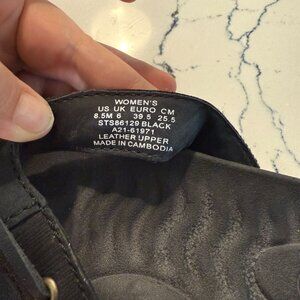 WOMEN'S
US UK EURO CM
8.5M 6 39.5 25.5
STS86129 BLACK
A21-61971
LEATHER UPPER
MADE IN CAMBODIA